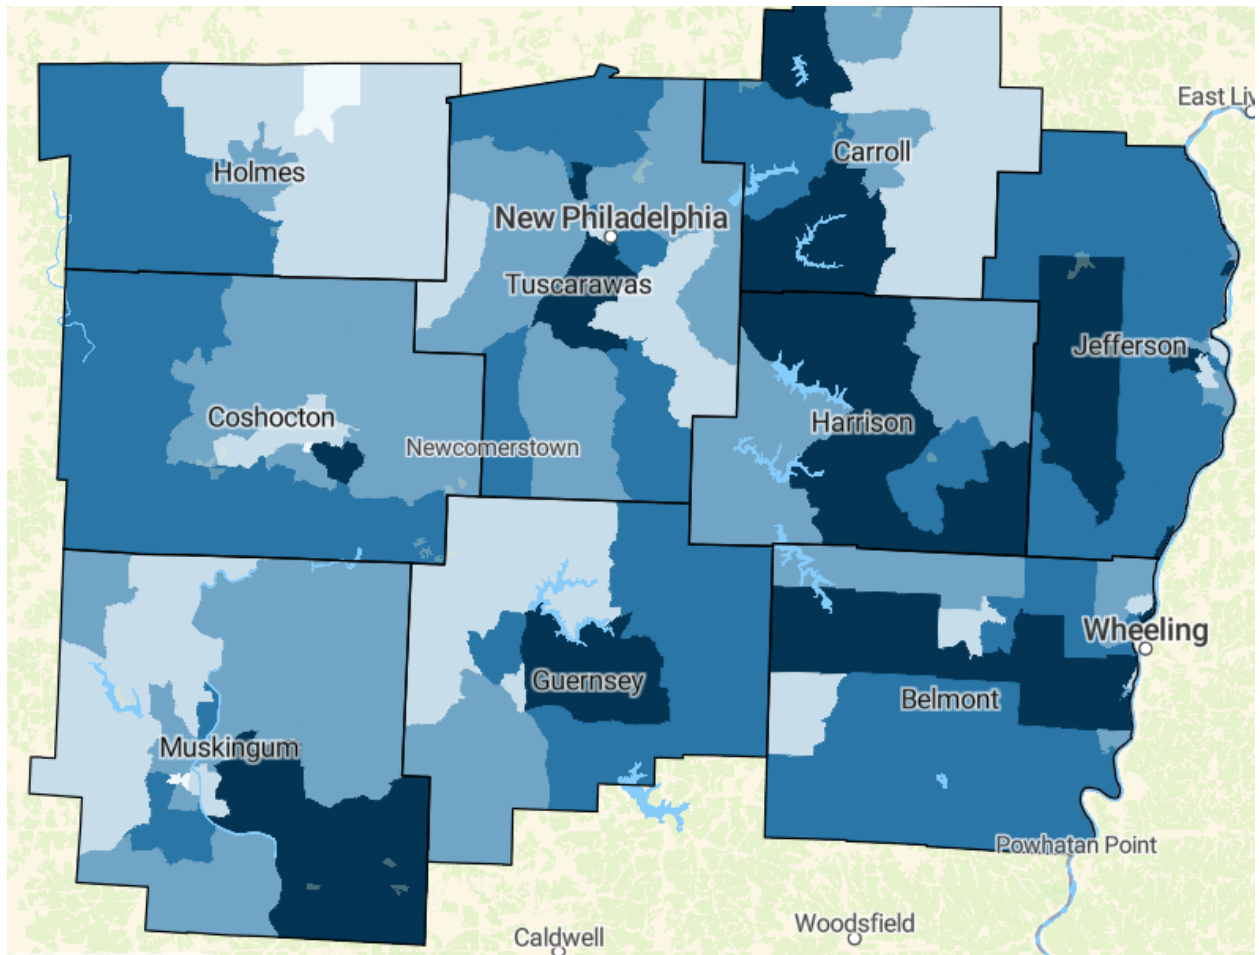 East Liv
Carroll
Holmes
New Philadelphia
Tuscarawas
Jefferson
Coshocton
Harrison
Newcomerstown
Wheeling
Guernsey
Belmont
Muskingum
Powhatan Point
Woodsfield
Caldwell